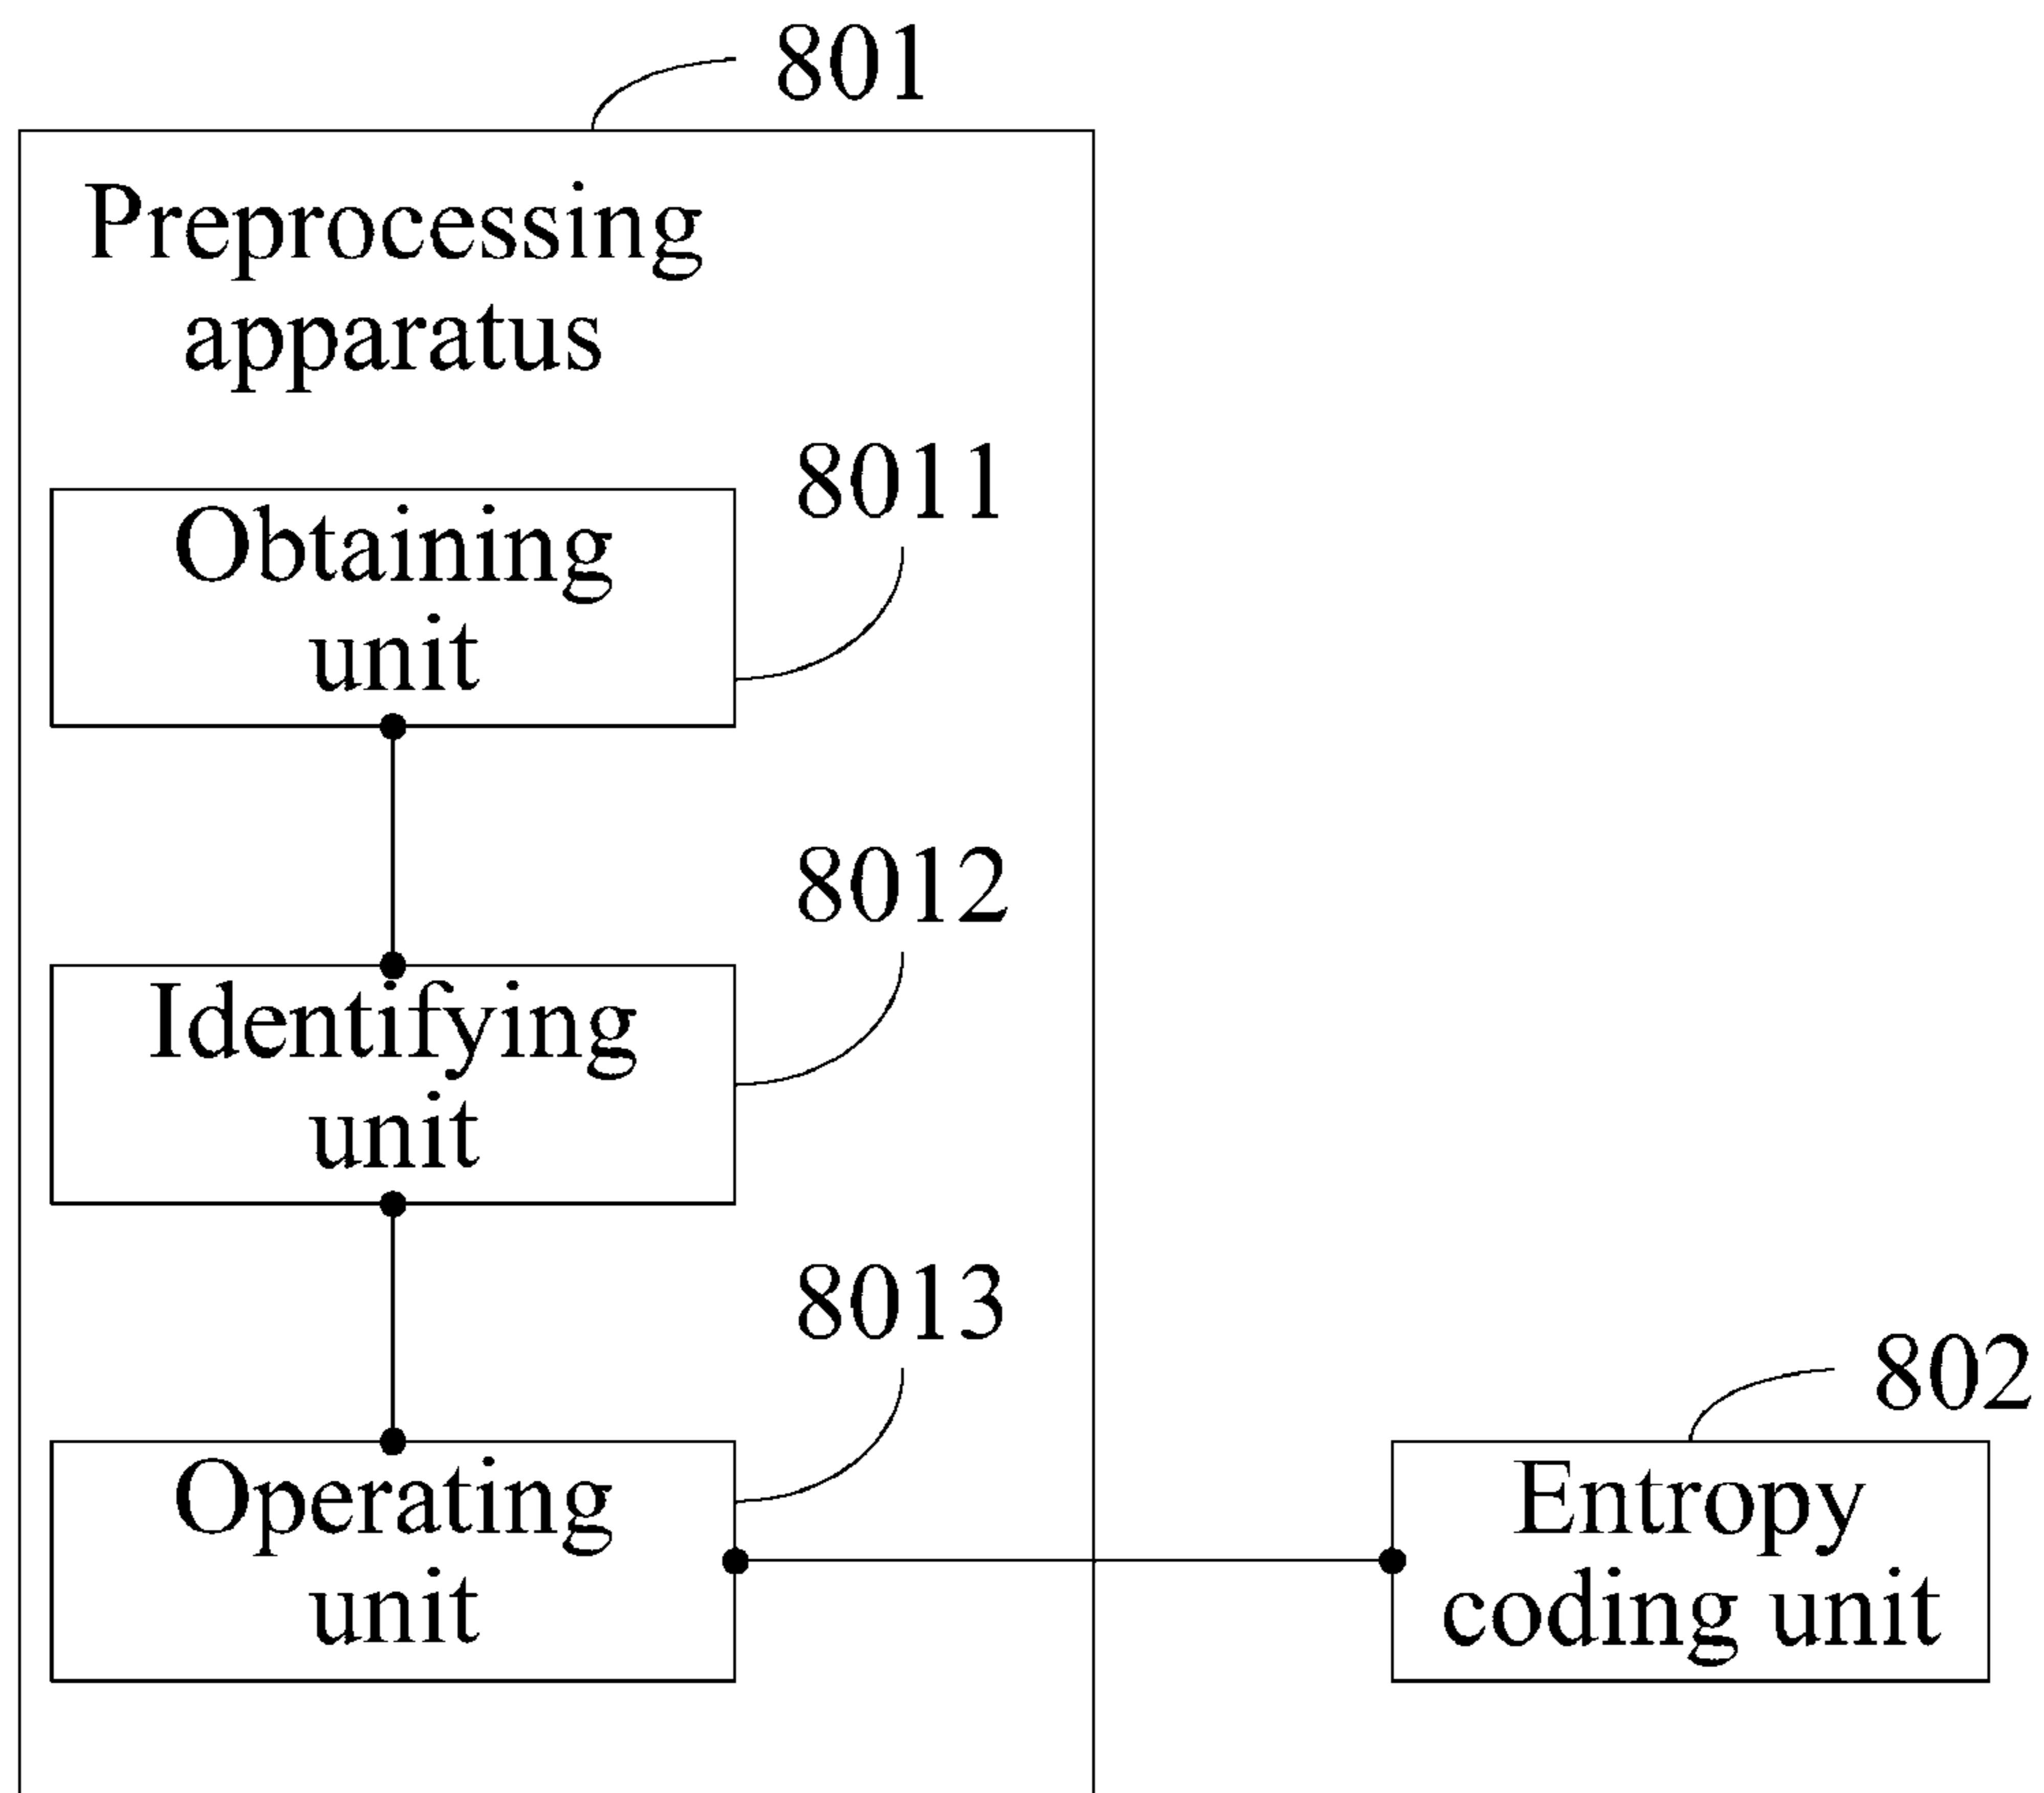 801
Preprocessing
apparatus
8011
Obtaining
unit
8012
Identifying
unit
8013
Operating
unit
802
Entropy
coding unit